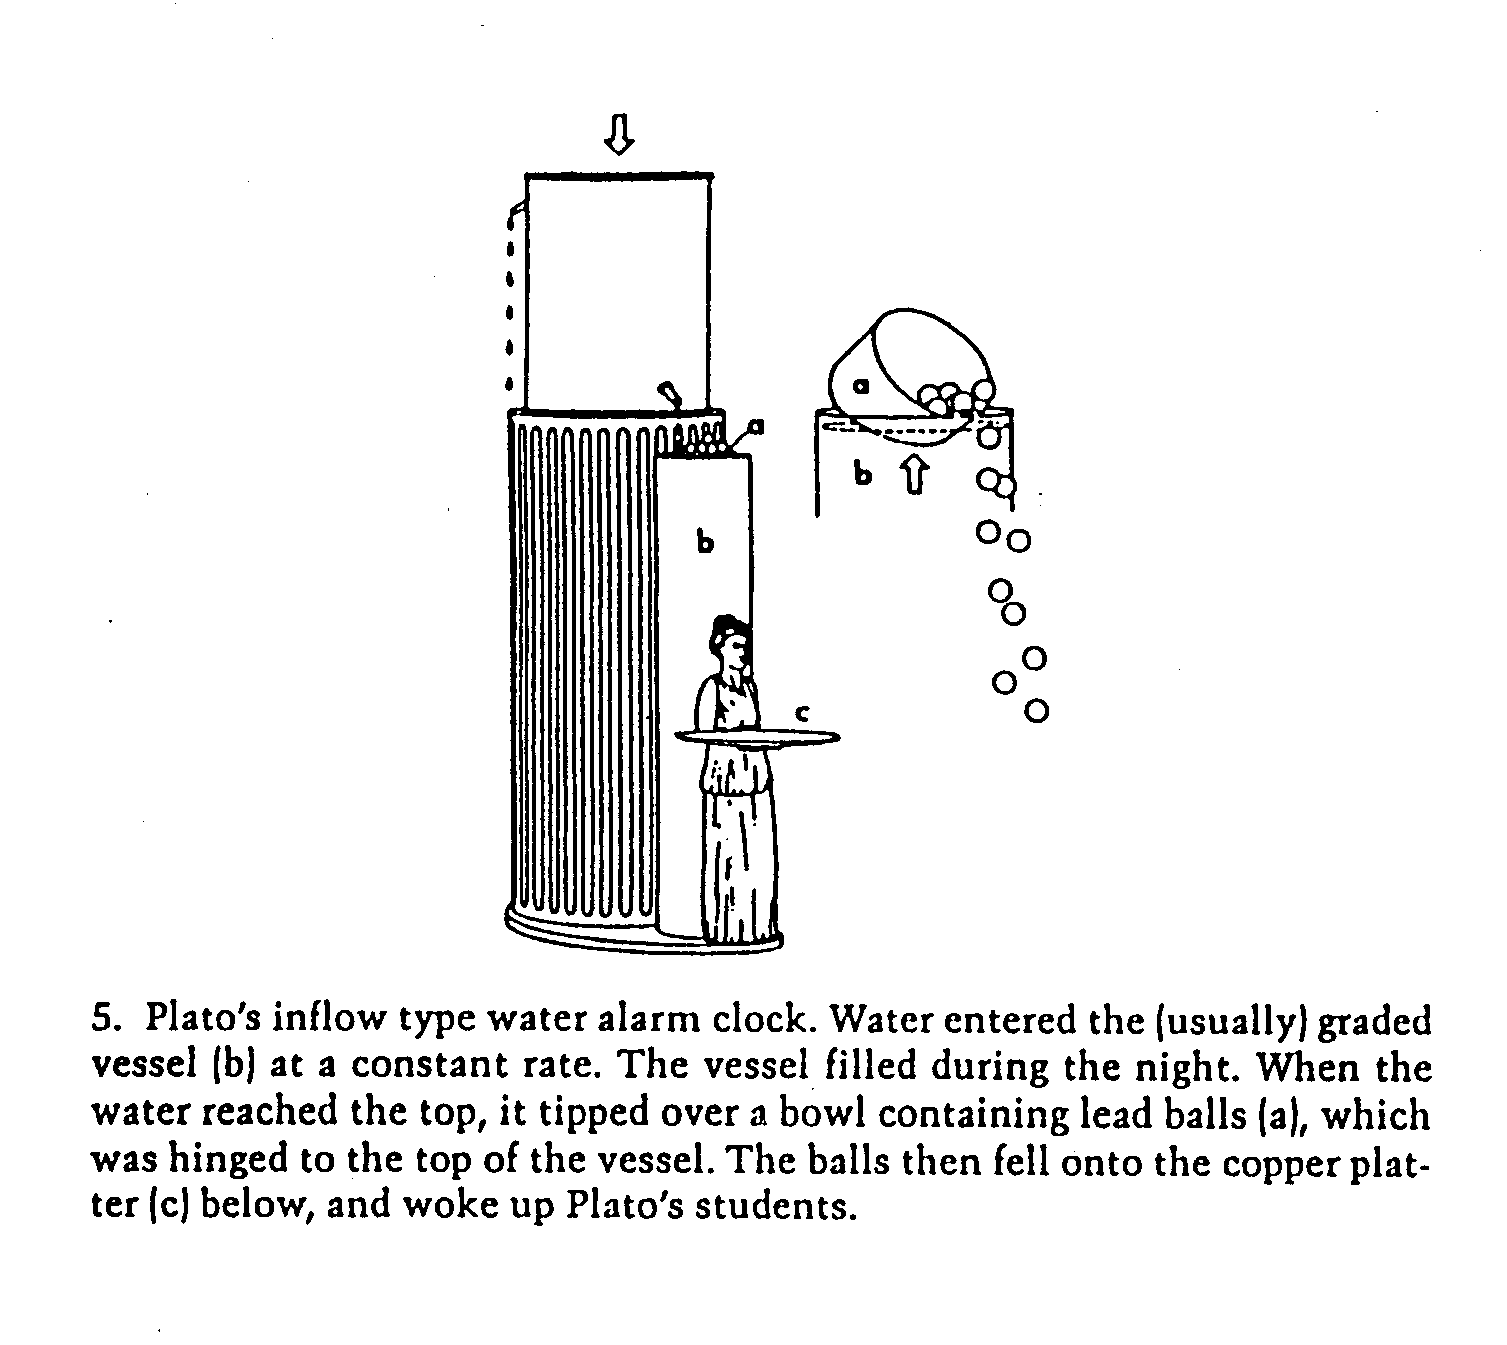 a
a
b
b
c
5. Plato's inflow type water alarm clock. Water entered the (usually) graded
vessel (b) at a constant rate. The vessel filled during the night. When the
water reached the top, it tipped over a bowl containing lead balls (a), which
was hinged to the top of the vessel. The balls then fell onto the copper plat-
ter (c) below, and woke up Plato's students.